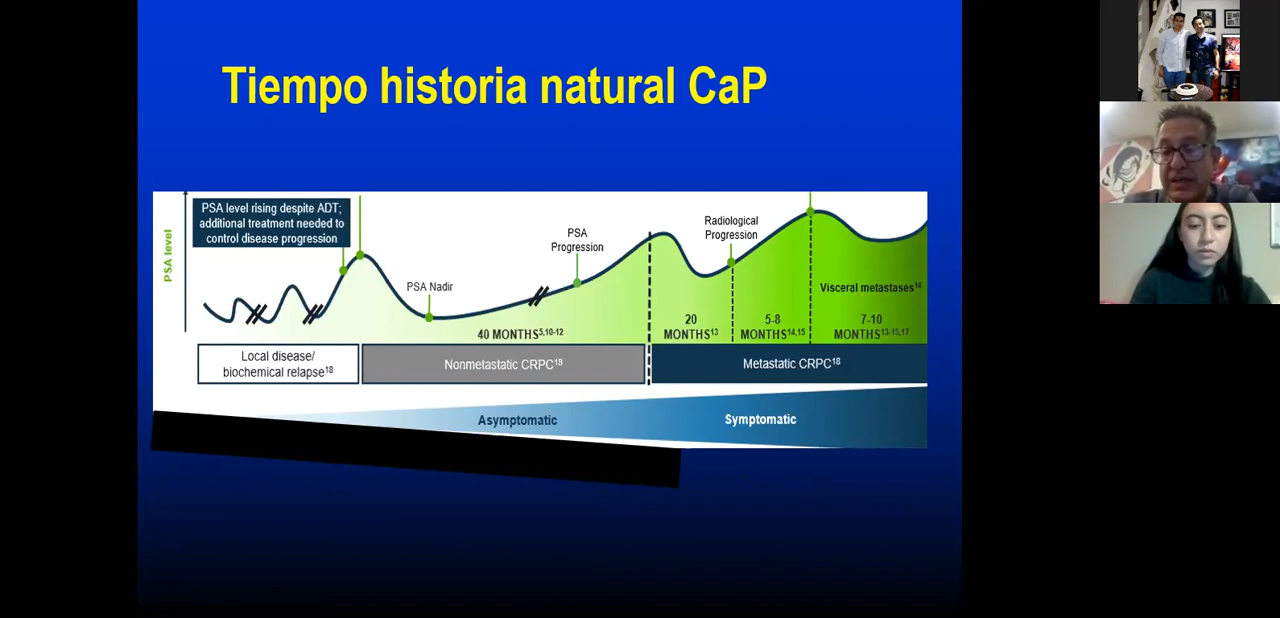 Tiempo historia natural CaP
PSA level
PSA level rising despite ADT;
additional treatment needed to
control disease progression
PSA Nadir
PSA
Progression
Radiological
Progression
Visceral metastases¹⁶
40 MONTHS⁵,¹⁰⁻¹²
20
MONTHS¹³
5-8
MONTHS¹⁴,¹⁵
7-10
MONTHS¹³⁻¹⁵,¹⁷
Local disease/
biochemical relapse¹⁸
Nonmetastatic CRPC¹⁸
Metastatic CRPC¹⁸
Asymptomatic
Symptomatic